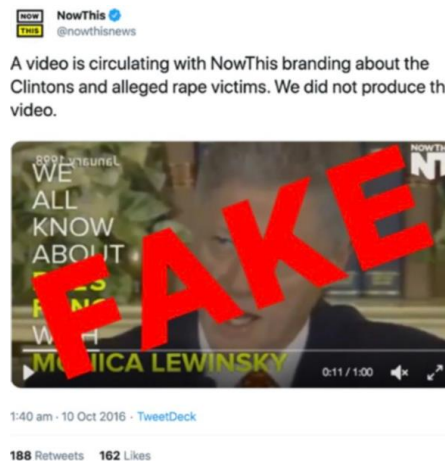 NOW
THIS
NowThis
@nowthisnews
A video is circulating with NowThis branding about the
Clintons and alleged rape victims. We did not produce th
video.
NOWTH
WE
ALL
KNOW
ABOUT
FAKE
MONICA LEWINSKY
0:11 / 1:00
1:40 am · 10 Oct 2016 · TweetDeck
188 Retweets 162 Likes